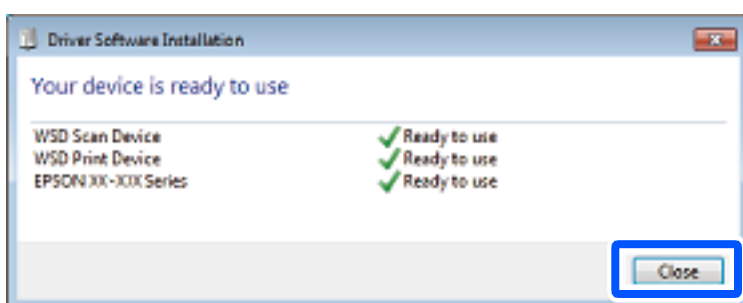 Driver Software Installation
Your device is ready to use
WSD Scan Device Ready to use
WSD Print Device Ready to use
EPSON XX-XXX Series Ready to use
Close